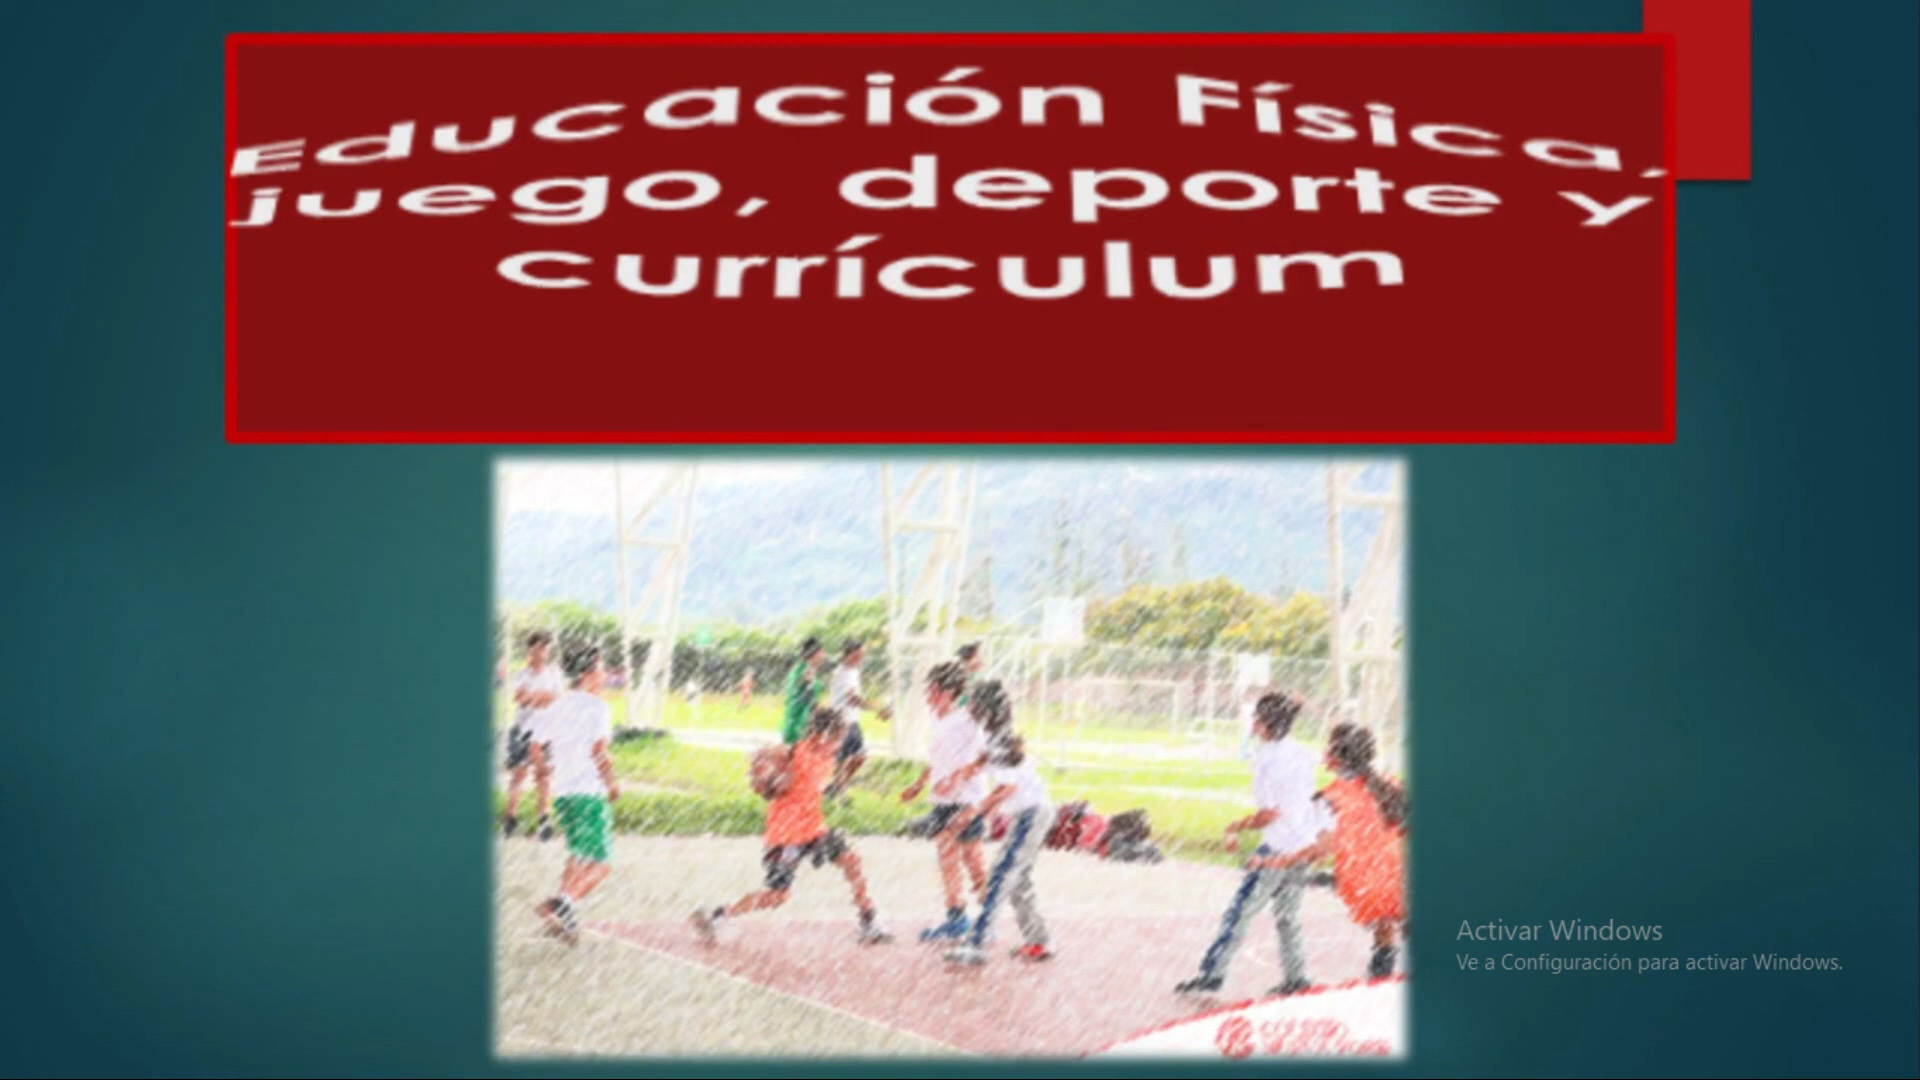 Educación Física,
juego, deporte y
currículum
Activar Windows
Ve a Configuración para activar Windows.